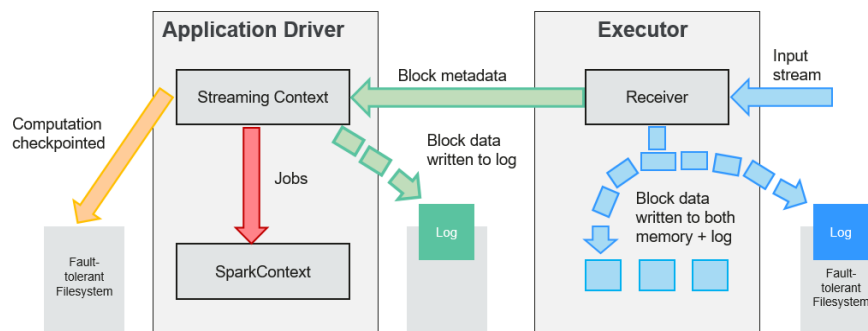 Application Driver
Executor
Input
stream
Block metadata
Streaming Context
Receiver
Computation
checkpointed
Block data
written to log
Jobs
Block data
written to both
memory + log
Log
Log
SparkContext
Fault-
tolerant
Filesystem
Fault-
tolerant
Filesystem